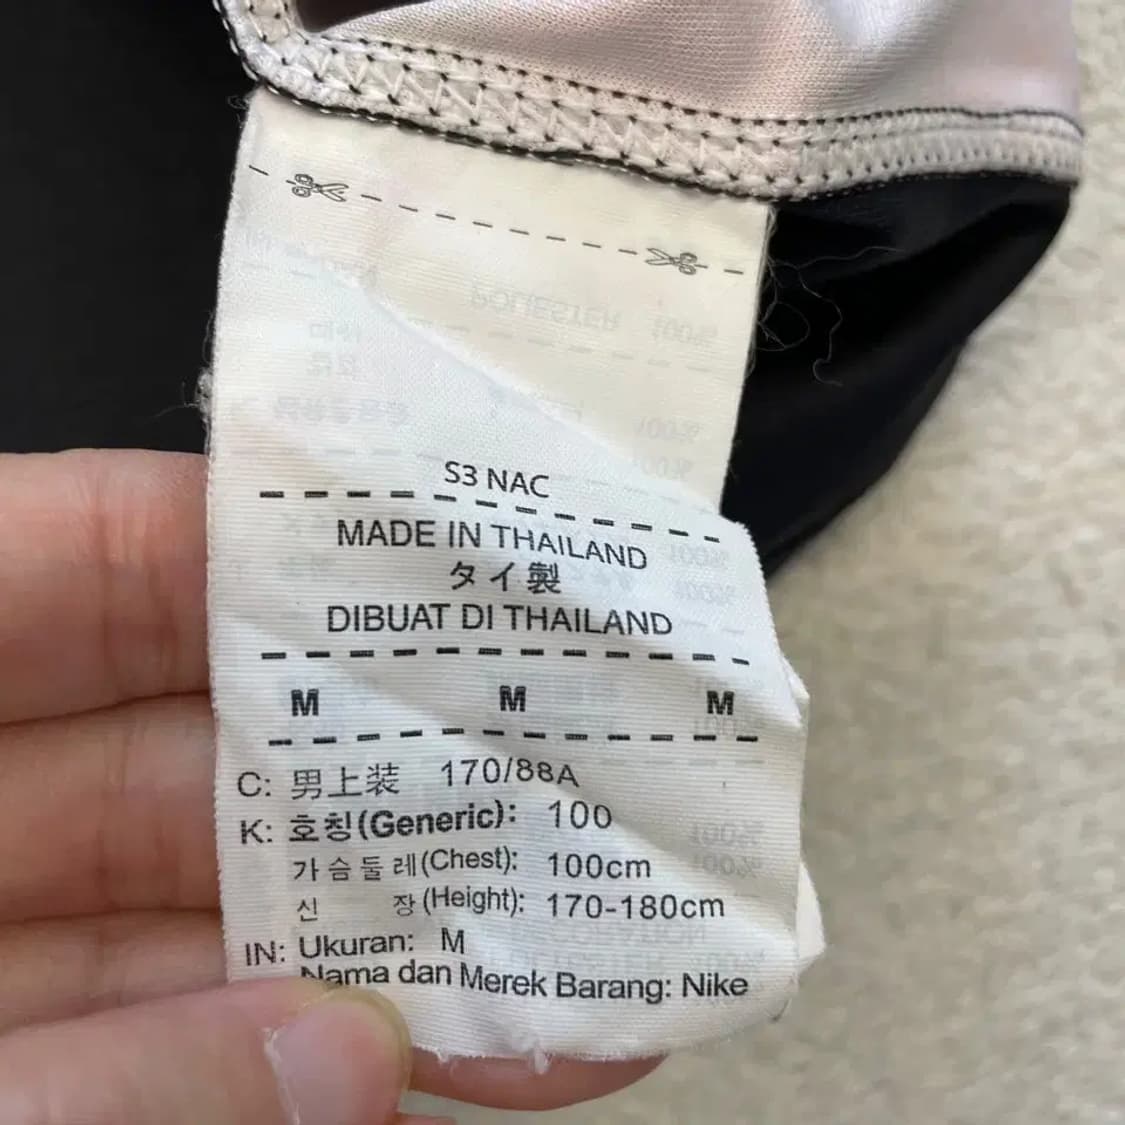 S3 NAC
MADE IN THAILAND
タイ製
DIBUAT DI THAILAND
M M M
C: 男上装 170/88A
K: 호칭(Generic): 100
가슴둘레(Chest): 100cm
신 장(Height): 170-180cm
IN: Ukuran: M
Nama dan Merek Barang: Nike